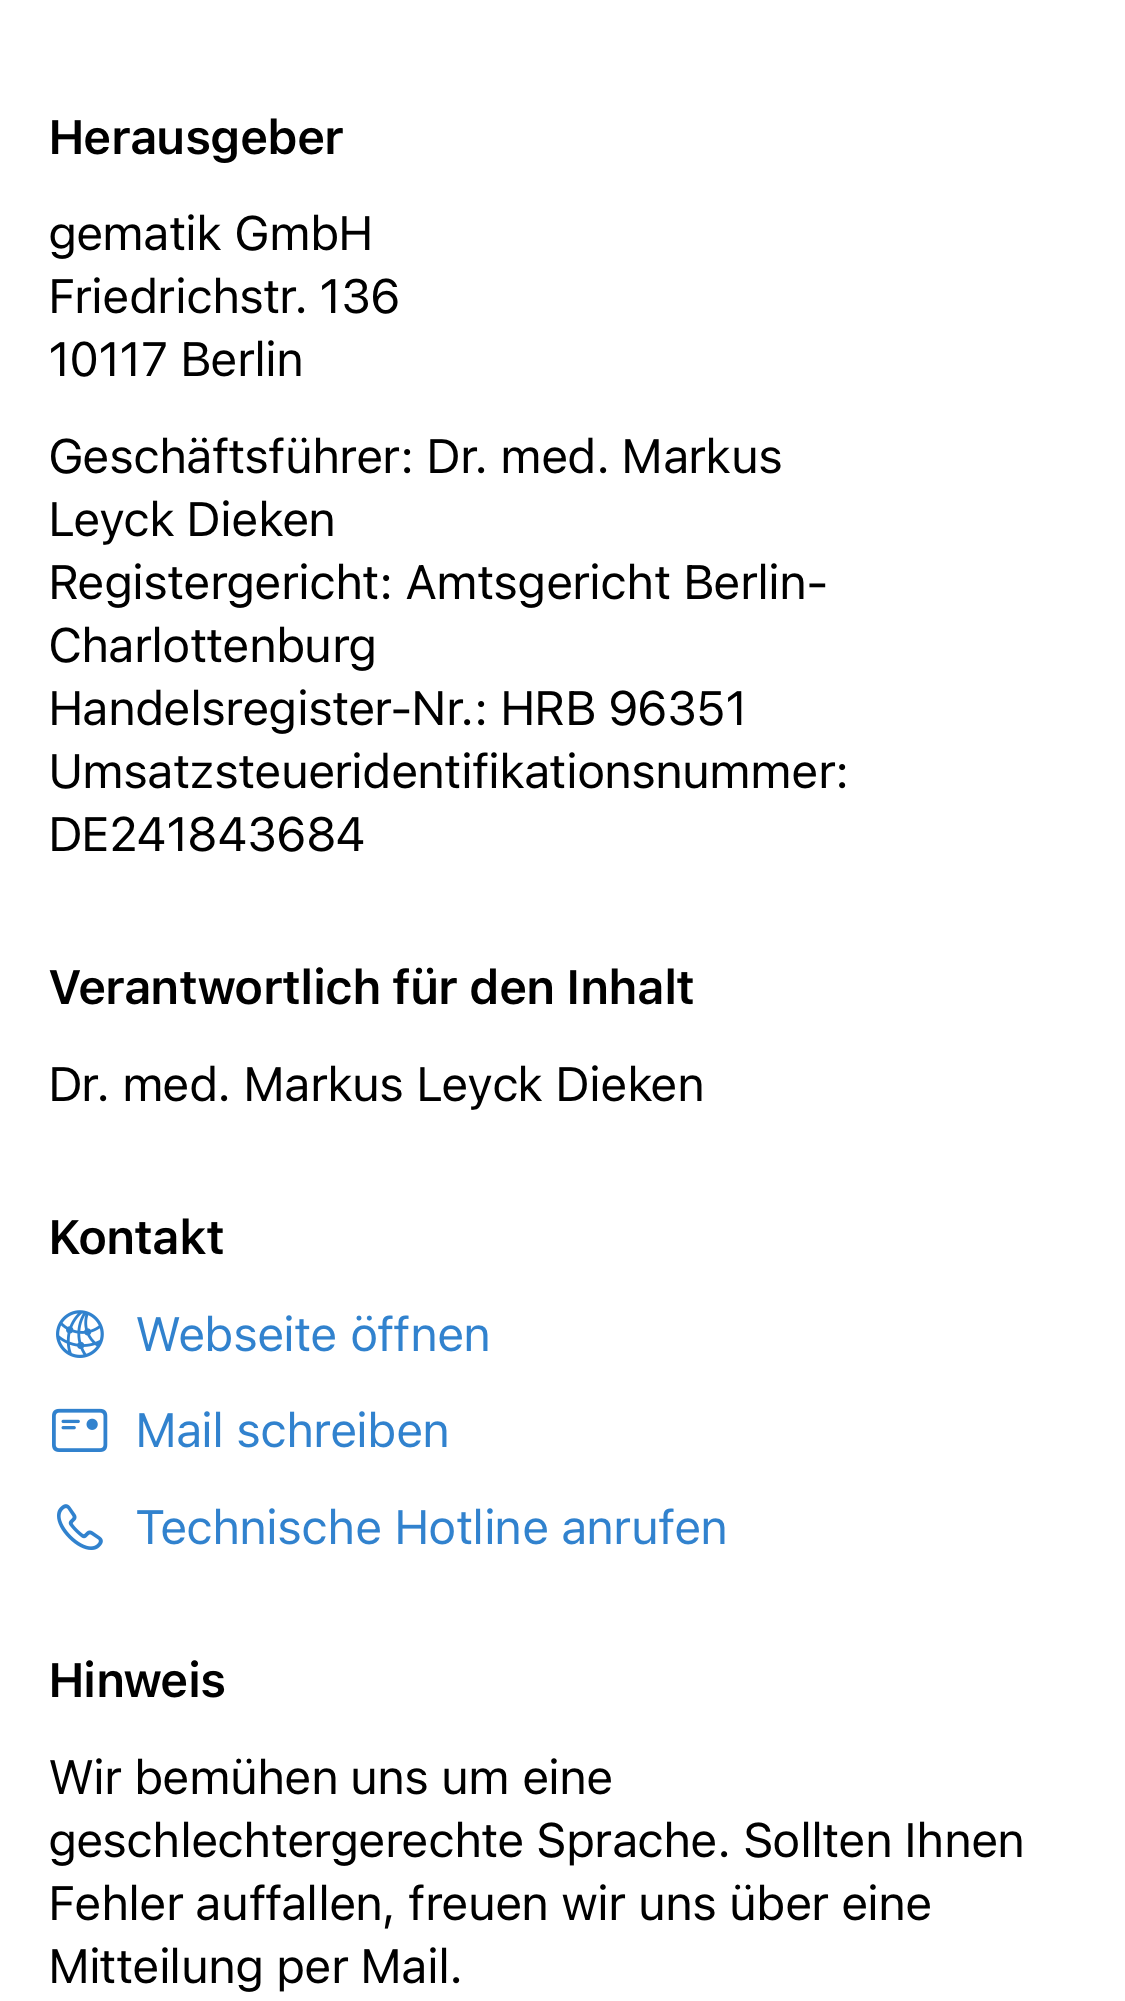 Herausgeber
gematik GmbH
Friedrichstr. 136
10117 Berlin
Geschäftsführer: Dr. med. Markus
Leyck Dieken
Registergericht: Amtsgericht Berlin-
Charlottenburg
Handelsregister-Nr.: HRB 96351
Umsatzsteueridentifikationsnummer:
DE241843684
Verantwortlich für den Inhalt
Dr. med. Markus Leyck Dieken
Kontakt
Webseite öffnen
Mail schreiben
Technische Hotline anrufen
Hinweis
Wir bemühen uns um eine
geschlechtergerechte Sprache. Sollten Ihnen
Fehler auffallen, freuen wir uns über eine
Mitteilung per Mail.